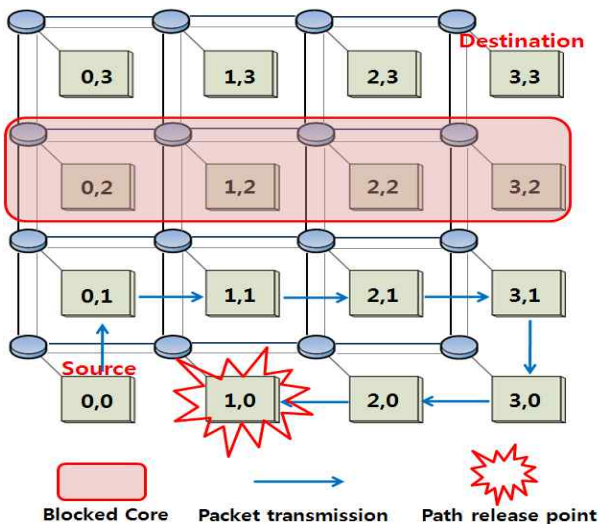 Destination
0,3 1,3 2,3 3,3
0,2 1,2 2,2 3,2
0,1 1,1 2,1 3,1
Source
0,0 1,0 2,0 3,0
Blocked Core Packet transmission Path release point